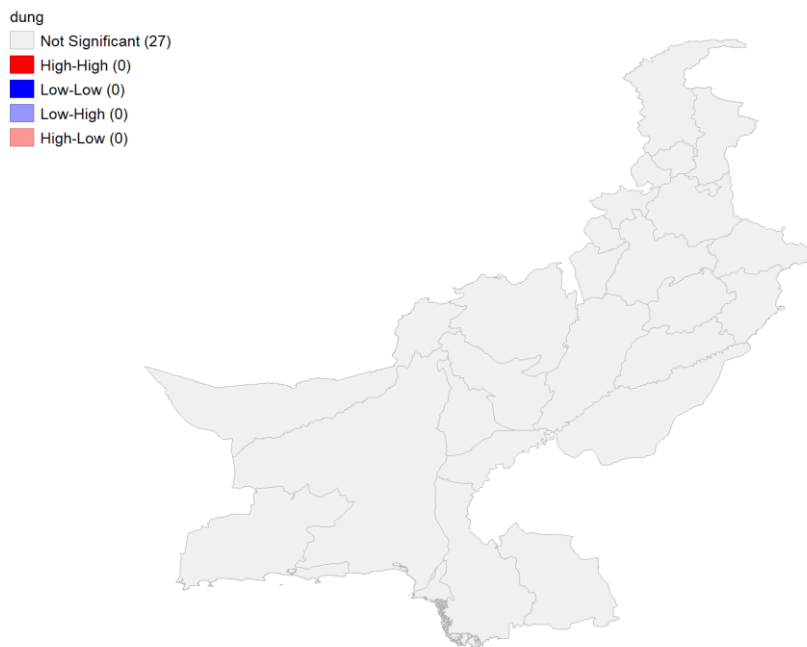 dung
Not Significant (27)
High-High (0)
Low-Low (0)
Low-High (0)
High-Low (0)